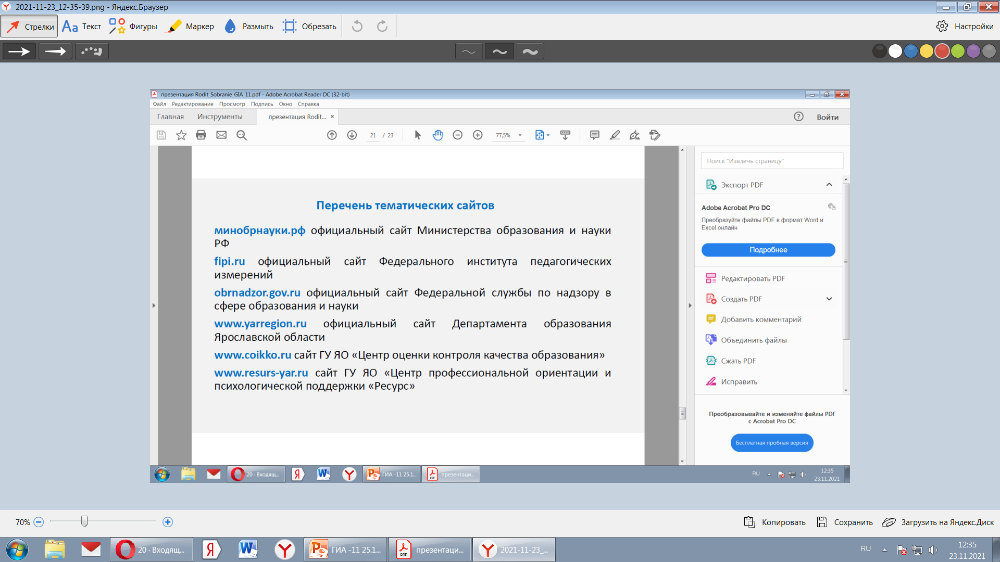 2021-11-23_12-35-39.png - Яндекс.Браузер
Стрелки Текст Фигуры Маркер Размыть Обрезать Настройки
презентация Rodit_Sobranie_GIA_11.pdf - Adobe Acrobat Reader DC (32-bit)
Файл Редактирование Просмотр Подпись Окно Справка
Главная Инструменты презентация Rodit... × Войти
21 / 23 77,5%
Поиск "Извлечь страницу"
Экспорт PDF
Adobe Acrobat Pro DC
Преобразуйте файлы PDF в формат Word и
Excel онлайн
Подробнее
Редактировать PDF
Создать PDF
Добавить комментарий
Объединить файлы
Сжать PDF
Исправить
Преобразовывайте и изменяйте файлы PDF
с Acrobat Pro DC
Бесплатная пробная версия
Перечень тематических сайтов
минобрнауки.рф официальный сайт Министерства образования и науки
РФ
fipi.ru официальный сайт Федерального института педагогических
измерений
obrnadzor.gov.ru официальный сайт Федеральной службы по надзору в
сфере образования и науки
www.yarregion.ru официальный сайт Департамента образования
Ярославской области
www.coikko.ru сайт ГУ ЯО «Центр оценки контроля качества образования»
www.resurs-yar.ru сайт ГУ ЯО «Центр профессиональной ориентации и
психологической поддержки «Ресурс»
20 · Входящ... ГИА -11 25.1... презентаци... RU 12:35
23.11.2021
70% Копировать Сохранить Загрузить на Яндекс.Диск
20 · Входящ... ГИА -11 25.1... презентаци... 2021-11-23_... RU 12:35
23.11.2021